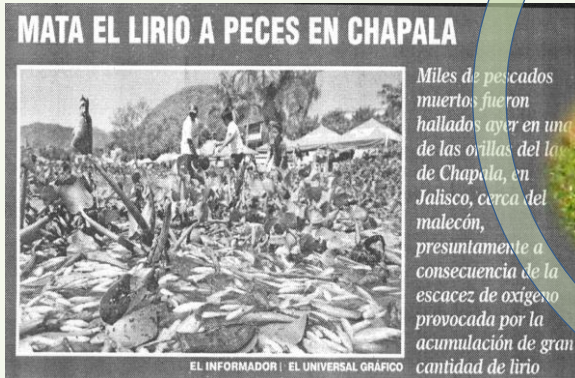 MATA EL LIRIO A PECES EN CHAPALA
Miles de pescados
muertos fueron
hallados ayer en una
de las orillas del lago
de Chapala, en
Jalisco, cerca del
malecón,
presuntamente a
consecuencia de la
escacez de oxígeno
provocada por la
acumulación de gran
cantidad de lirio
EL INFORMADOR | EL UNIVERSAL GRÁFICO